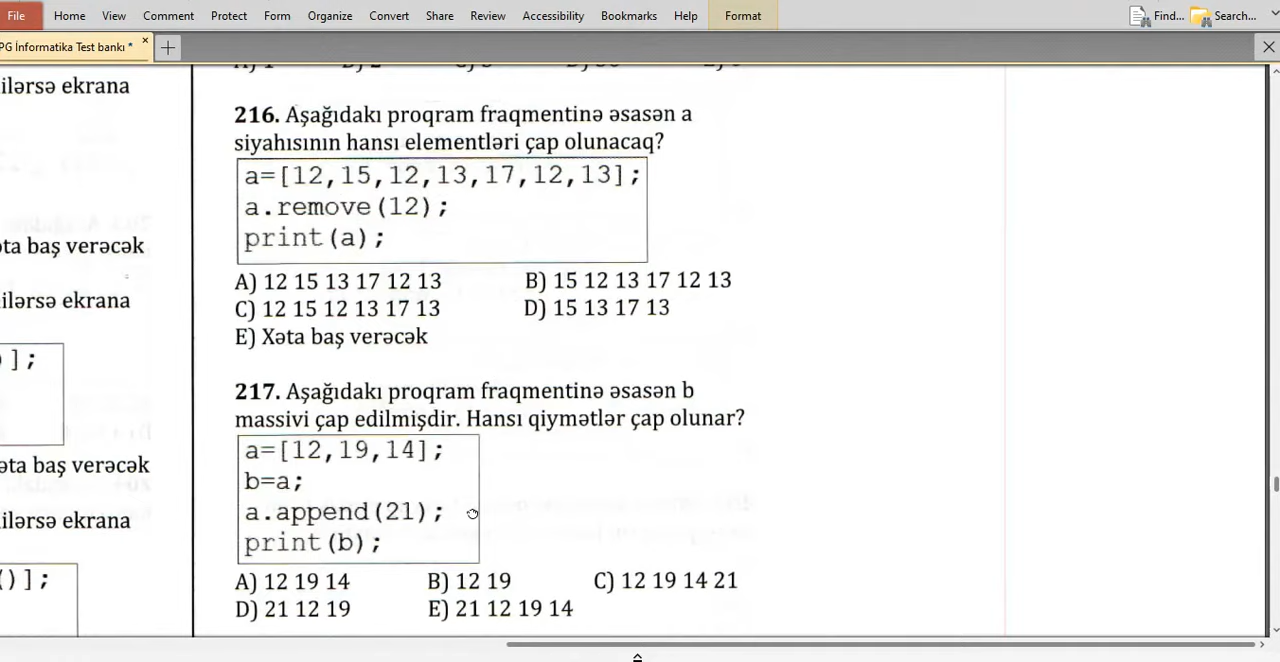 File Home View Comment Protect Form Organize Convert Share Review Accessibility Bookmarks Help Format Find... Search...
PG İnformatika Test bankı *
ilərsə ekrana
baş verəcək
ilərsə ekrana
];
baş verəcək
ilərsə ekrana
()];
216. Aşağıdakı proqram fraqmentinə əsasən a
siyahısının hansı elementləri çap olunacaq?
a=[12,15,12,13,17,12,13];
a.remove(12);
print(a);
A) 12 15 13 17 12 13 B) 15 12 13 17 12 13
C) 12 15 12 13 17 13 D) 15 13 17 13
E) Xəta baş verəcək
217. Aşağıdakı proqram fraqmentinə əsasən b
massivi çap edilmişdir. Hansı qiymətlər çap olunar?
a=[12,19,14];
b=a;
a.append(21);
print(b);
A) 12 19 14 B) 12 19 C) 12 19 14 21
D) 21 12 19 E) 21 12 19 14